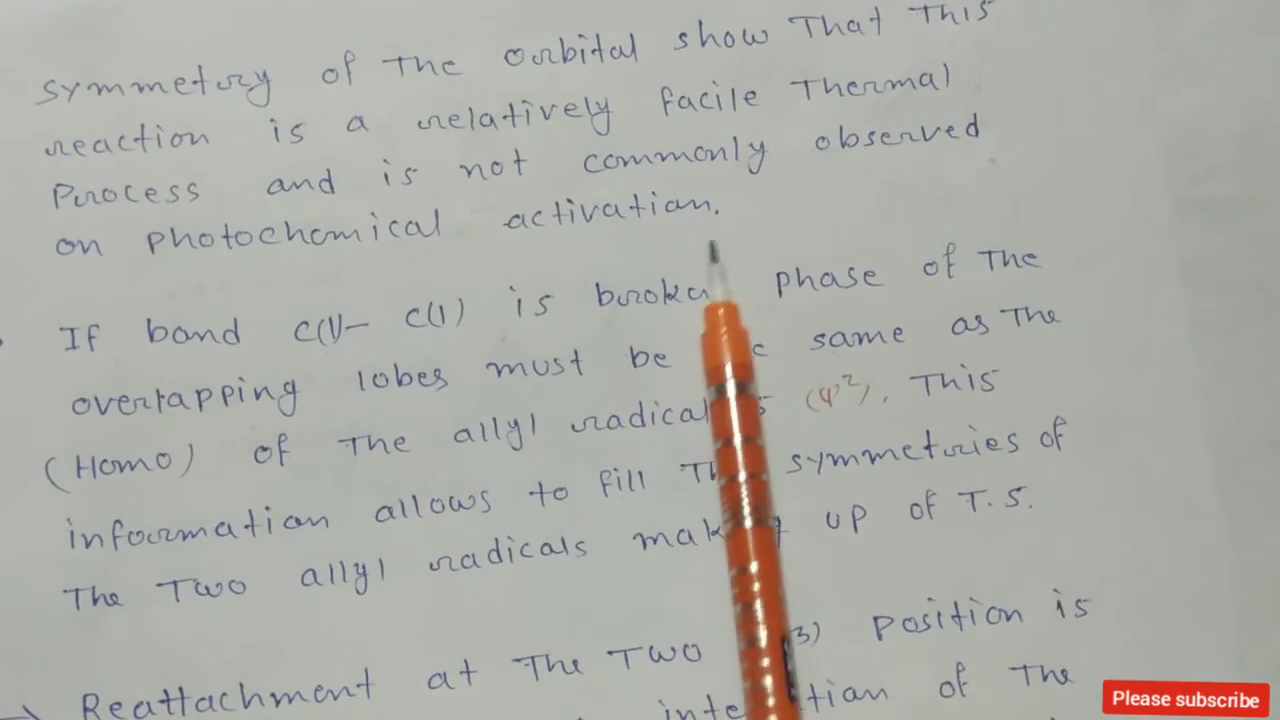 symmetry of The orbital show That This
reaction is a relatively facile Thermal
Process and is not commonly observed
on photochemical activation.
If bond C(1)- C(1) is phase of The
overlapping lobes must be same as The
(Homo) of The allyl radical (ψ²). This
information allows to fill symmetries of
The Two allyl radicals up of T.S.
Reattachment at The Two (3) position is
of The
Please subscribe